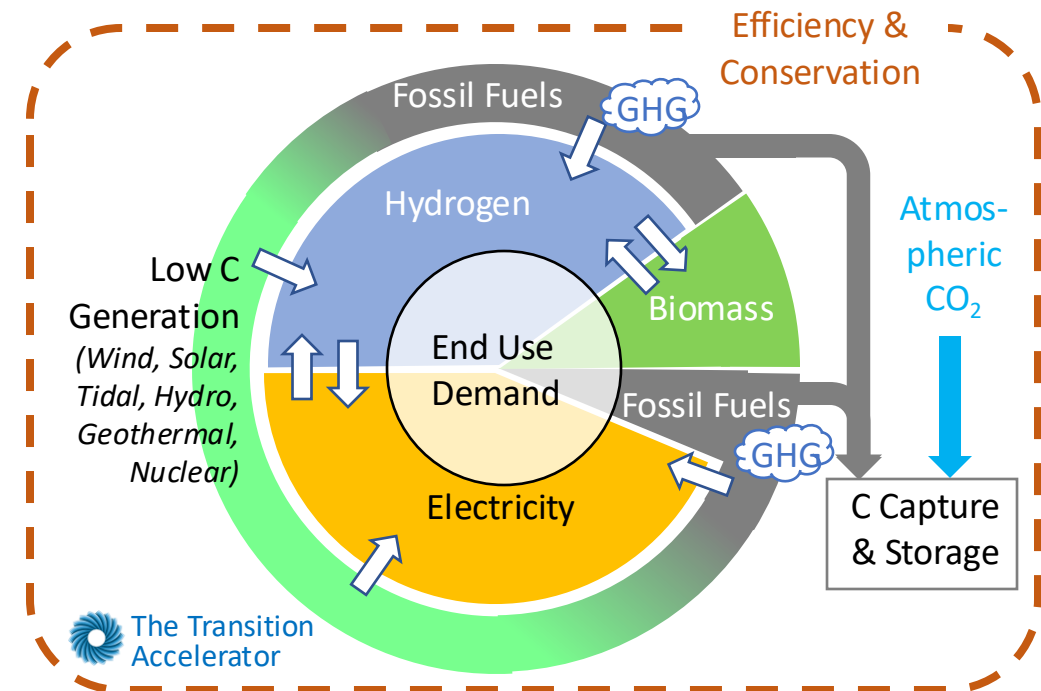 Efficiency &
Conservation
Fossil Fuels
GHG
Hydrogen
Atmos-
pheric
CO₂
Low C
Generation
(Wind, Solar,
Tidal, Hydro,
Geothermal,
Nuclear)
Biomass
End Use
Demand
Fossil Fuels
GHG
Electricity
C Capture
& Storage
The Transition
Accelerator